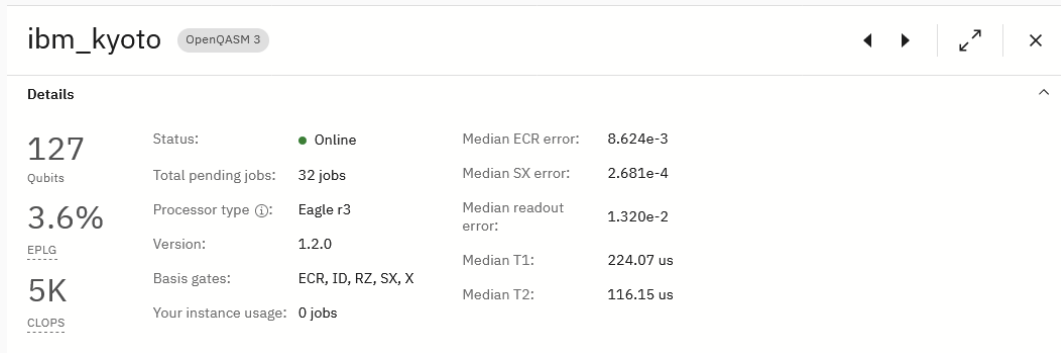 ibm_kyoto OpenQASM 3
Details
127
Qubits
3.6%
EPLG
5K
CLOPS
Status: Online
Total pending jobs: 32 jobs
Processor type ⓘ: Eagle r3
Version: 1.2.0
Basis gates: ECR, ID, RZ, SX, X
Your instance usage: 0 jobs
Median ECR error: 8.624e-3
Median SX error: 2.681e-4
Median readout
error: 1.320e-2
Median T1: 224.07 us
Median T2: 116.15 us